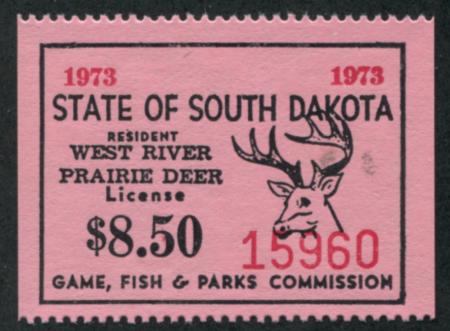 1973 1973
STATE OF SOUTH DAKOTA
RESIDENT
WEST RIVER
PRAIRIE DEER
License
$8.50
15960
GAME, FISH & PARKS COMMISSION